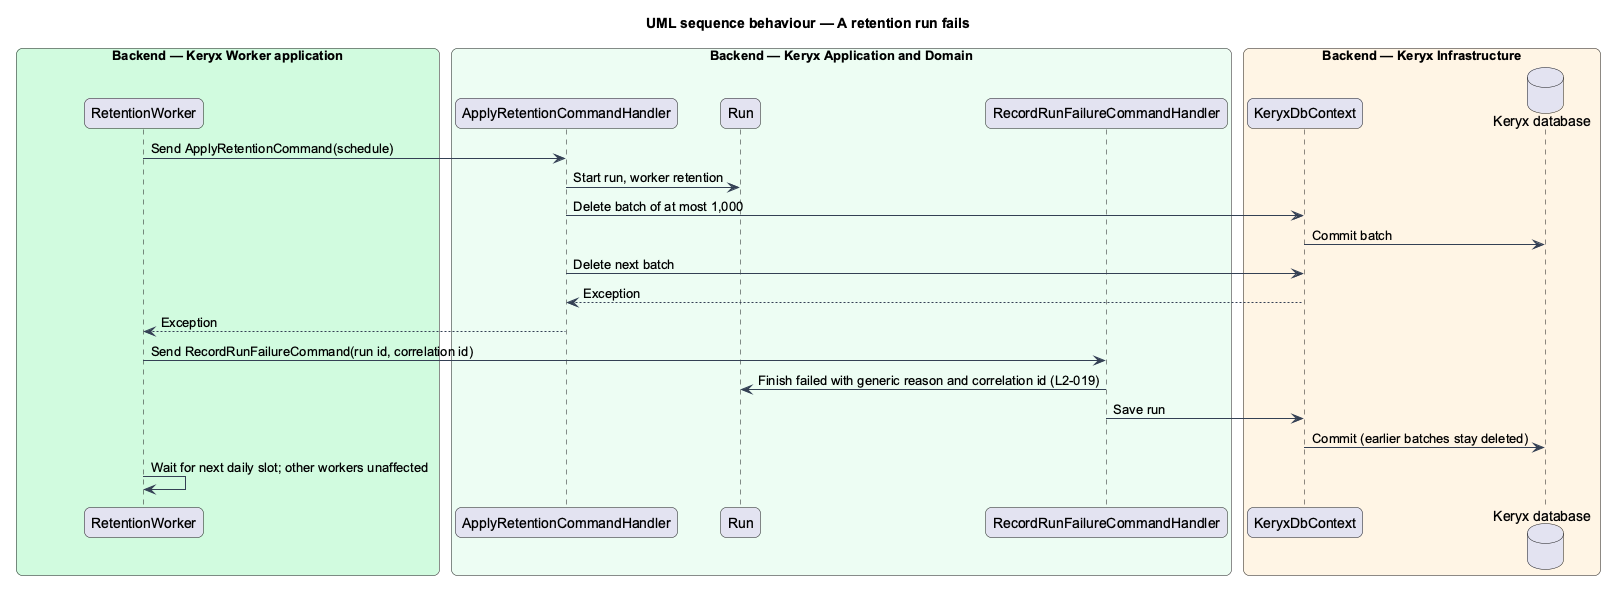 UML sequence behaviour — A retention run fails
Backend — Keryx Worker application
Backend — Keryx Application and Domain
Backend — Keryx Infrastructure
RetentionWorker
ApplyRetentionCommandHandler
Run
RecordRunFailureCommandHandler
KeryxDbContext
Keryx database
Send ApplyRetentionCommand(schedule)
Start run, worker retention
Delete batch of at most 1,000
Commit batch
Delete next batch
Exception
Exception
Send RecordRunFailureCommand(run id, correlation id)
Finish failed with generic reason and correlation id (L2-019)
Save run
Commit (earlier batches stay deleted)
Wait for next daily slot; other workers unaffected
RetentionWorker
ApplyRetentionCommandHandler
Run
RecordRunFailureCommandHandler
KeryxDbContext
Keryx database